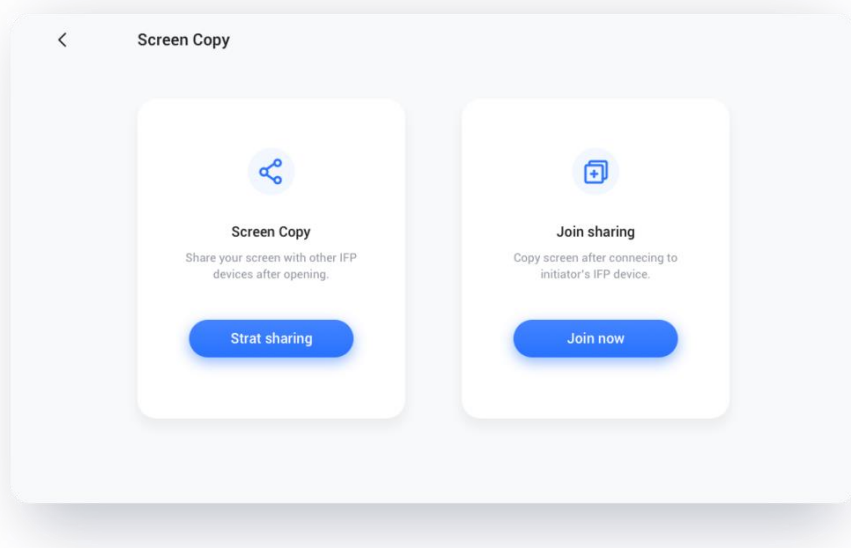 Screen Copy
Screen Copy
Share your screen with other IFP
devices after opening.
Strat sharing
Join sharing
Copy screen after connecing to
initiator's IFP device.
Join now